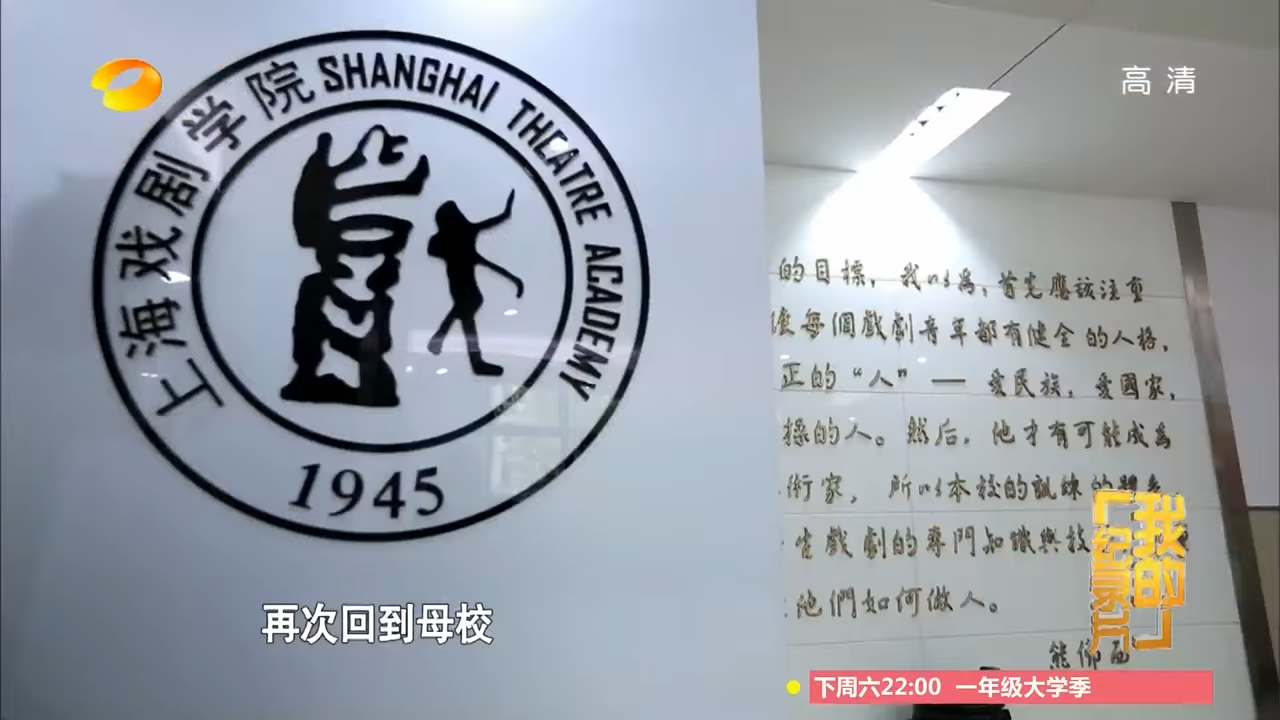 高清
上海戏剧学院 SHANGHAI THEATRE ACADEMY
1945
的目標，我以為，首先應該注重
使每個戲劇青年都有健全的人格，
正的“人” — 愛民族，愛國家，
操的人。然后，他才有可能成為
術家， 所以本校的訓練的體系
戲劇的專門知識與技
他們如何做人。
熊佛西
再次回到母校
我的
纪录片
下周六22:00 一年级大学季